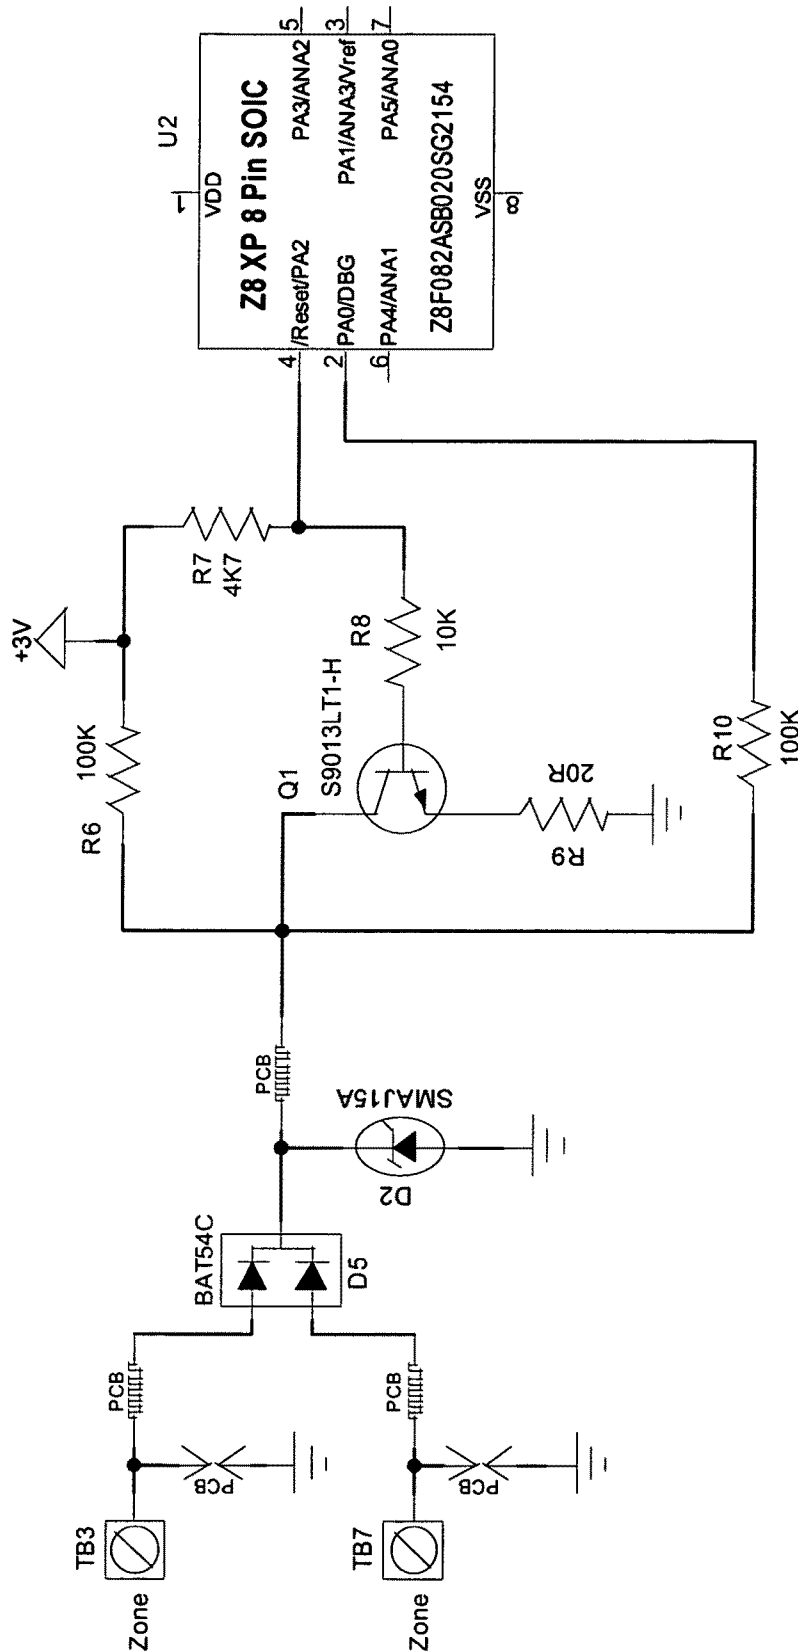 Zone
TB3
PCB
PCB
Zone
TB7
PCB
PCB
BAT54C
D5
D2
SMAJ15A
PCB
R6
100K
+3V
R7
4K7
Q1
S9013LT1-H
R8
10K
R9
20R
R10
100K
U2
1
VDD
Z8 XP 8 Pin SOIC
4
/Reset/PA2
PA3/ANA2
5
2
PA0/DBG
PA1/ANA3/Vref
3
6
PA4/ANA1
PA5/ANA0
7
Z8F082ASB020SG2154
VSS
8